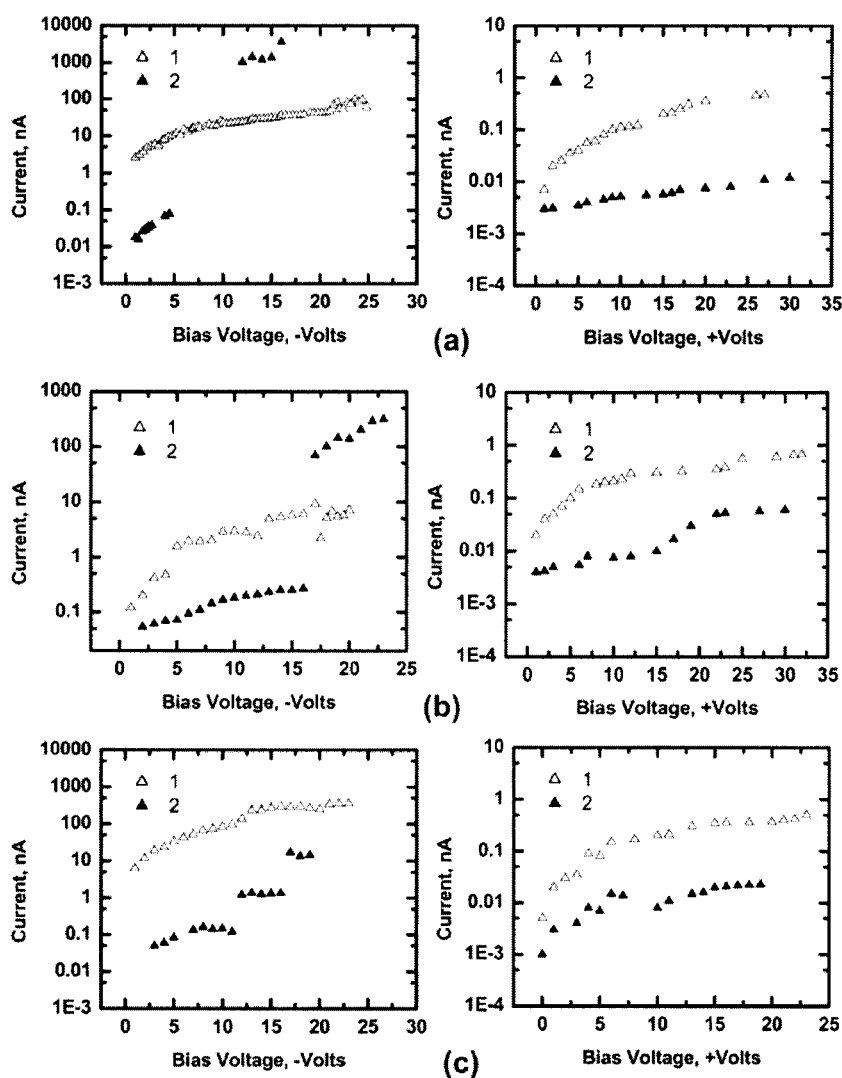 10000
1000
100
10
1
0.1
0.01
1E-3
Current, nA
1
2
0 5 10 15 20 25 30
Bias Voltage, -Volts
10
1
0.1
0.01
1E-3
1E-4
Current, nA
1
2
0 5 10 15 20 25 30 35
Bias Voltage, +Volts
(a)
1000
100
10
1
0.1
Current, nA
1
2
0 5 10 15 20 25
Bias Voltage, -Volts
10
1
0.1
0.01
1E-3
1E-4
Current, nA
1
2
0 5 10 15 20 25 30 35
Bias Voltage, +Volts
(b)
10000
1000
100
10
1
0.1
0.01
1E-3
Current, nA
1
2
0 5 10 15 20 25 30
Bias Voltage, -Volts
10
1
0.1
0.01
1E-3
1E-4
Current, nA
1
2
0 5 10 15 20 25
Bias Voltage, +Volts
(c)